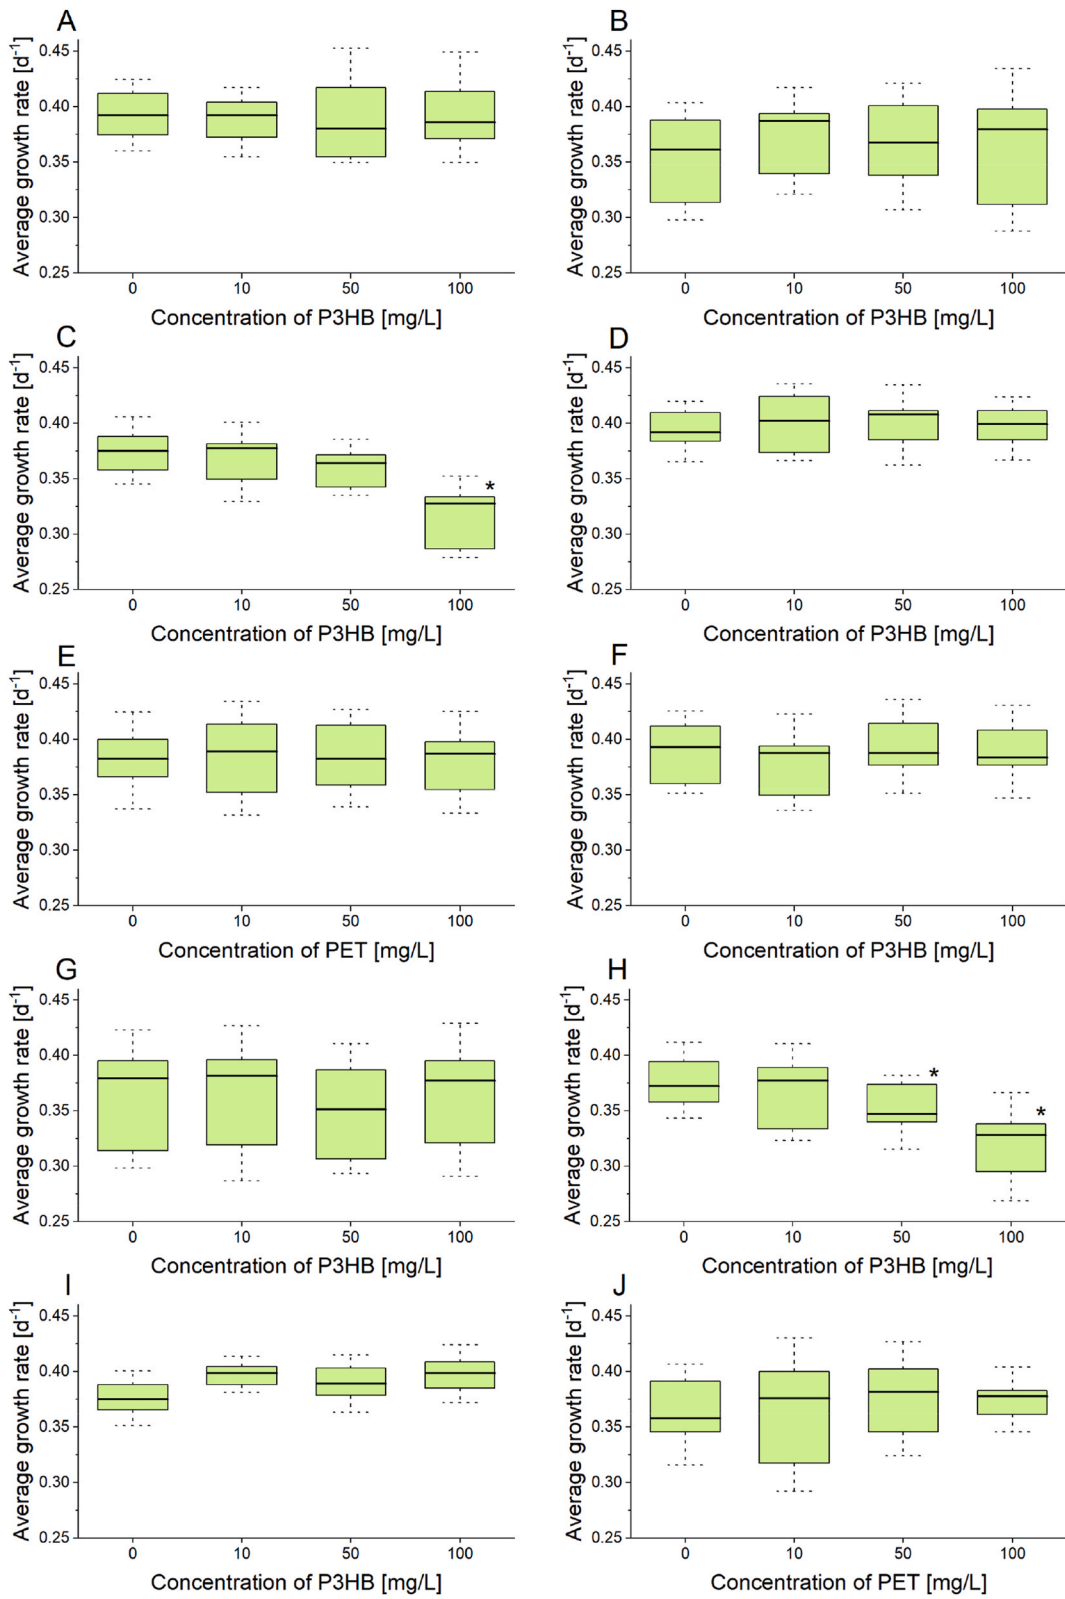 A
Average growth rate [d⁻¹]
0.45
0.40
0.35
0.30
0.25
0 10 50 100
Concentration of P3HB [mg/L]
B
Average growth rate [d⁻¹]
0.45
0.40
0.35
0.30
0.25
0 10 50 100
Concentration of P3HB [mg/L]
C
Average growth rate [d⁻¹]
0.45
0.40
0.35
0.30
0.25
*
0 10 50 100
Concentration of P3HB [mg/L]
D
Average growth rate [d⁻¹]
0.45
0.40
0.35
0.30
0.25
0 10 50 100
Concentration of P3HB [mg/L]
E
Average growth rate [d⁻¹]
0.45
0.40
0.35
0.30
0.25
0 10 50 100
Concentration of PET [mg/L]
F
Average growth rate [d⁻¹]
0.45
0.40
0.35
0.30
0.25
0 10 50 100
Concentration of P3HB [mg/L]
G
Average growth rate [d⁻¹]
0.45
0.40
0.35
0.30
0.25
0 10 50 100
Concentration of P3HB [mg/L]
H
Average growth rate [d⁻¹]
0.45
0.40
0.35
0.30
0.25
*
*
0 10 50 100
Concentration of P3HB [mg/L]
I
Average growth rate [d⁻¹]
0.45
0.40
0.35
0.30
0.25
0 10 50 100
Concentration of P3HB [mg/L]
J
Average growth rate [d⁻¹]
0.45
0.40
0.35
0.30
0.25
0 10 50 100
Concentration of PET [mg/L]